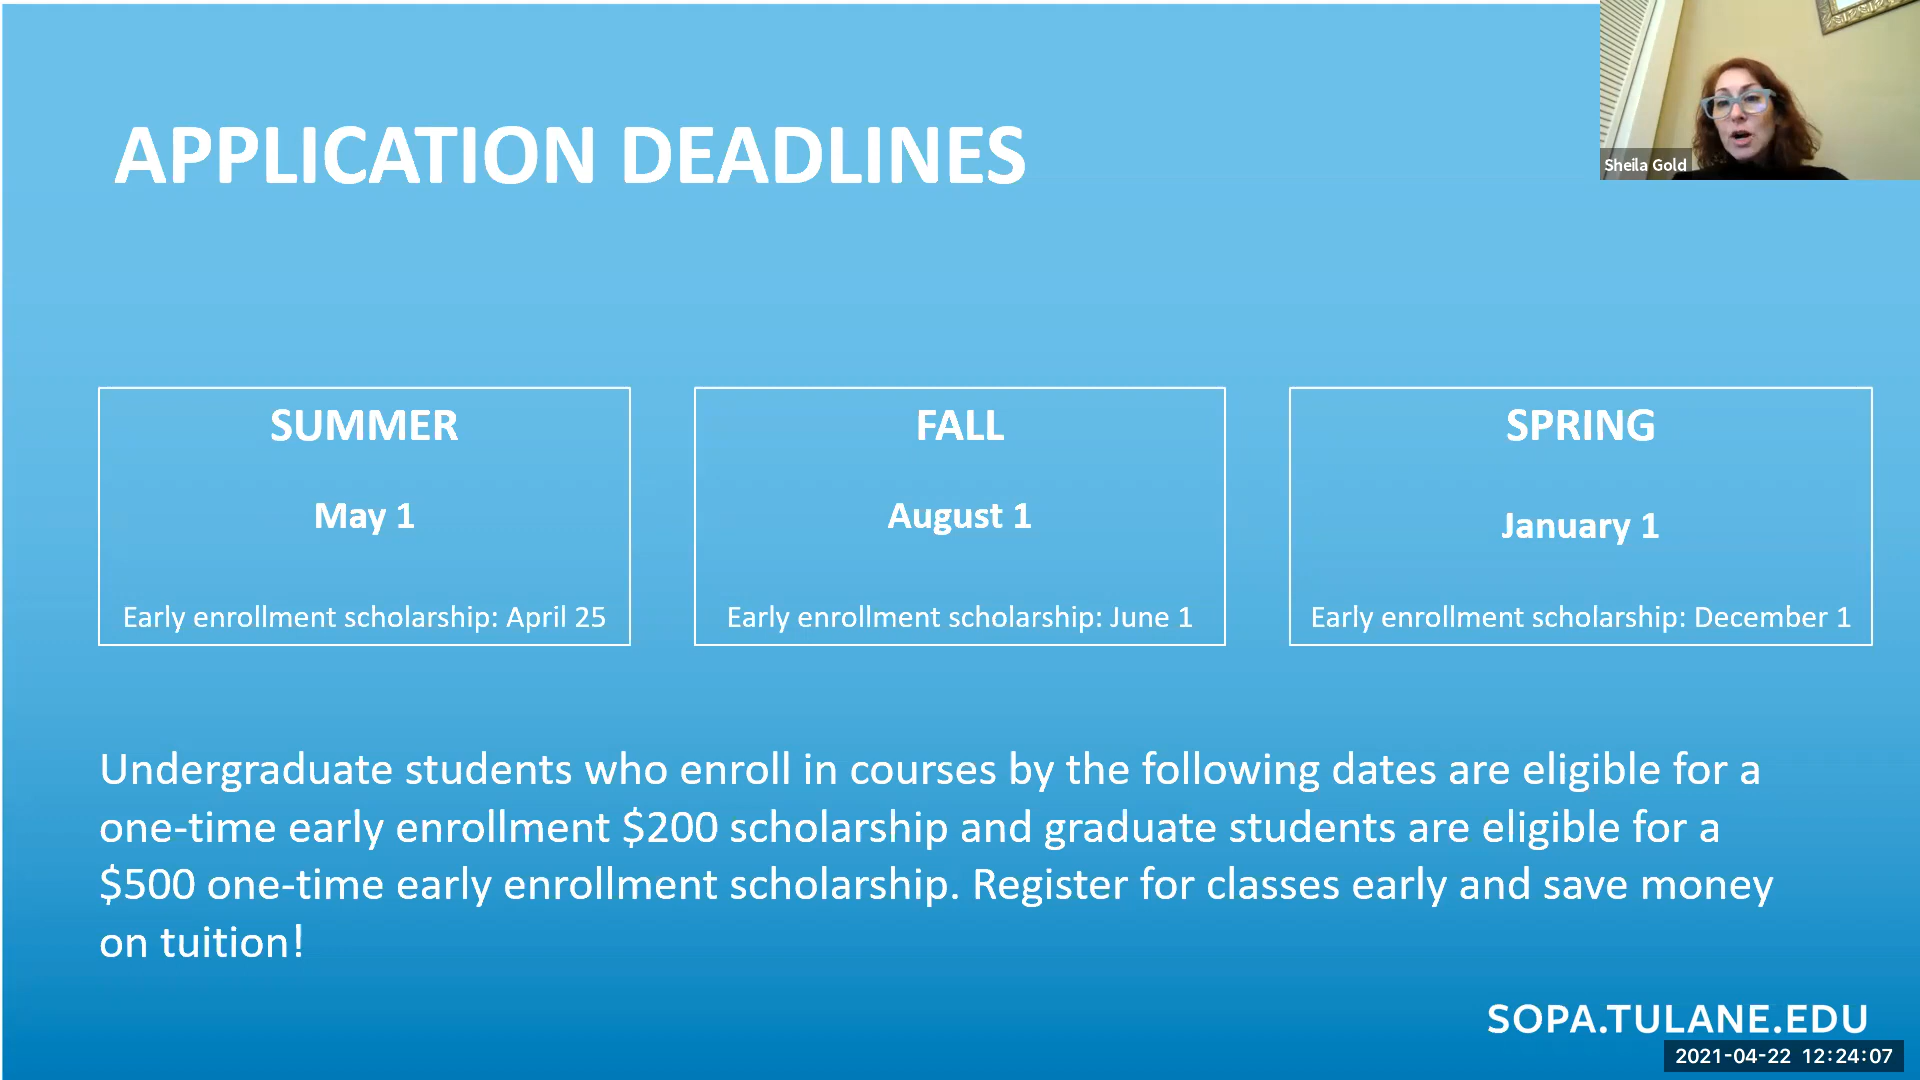 APPLICATION DEADLINES
Sheila Gold
SUMMER
May 1
Early enrollment scholarship: April 25
FALL
August 1
Early enrollment scholarship: June 1
SPRING
January 1
Early enrollment scholarship: December 1
Undergraduate students who enroll in courses by the following dates are eligible for a
one-time early enrollment $200 scholarship and graduate students are eligible for a
$500 one-time early enrollment scholarship. Register for classes early and save money
on tuition!
SOPA.TULANE.EDU
2021-04-22 12:24:07